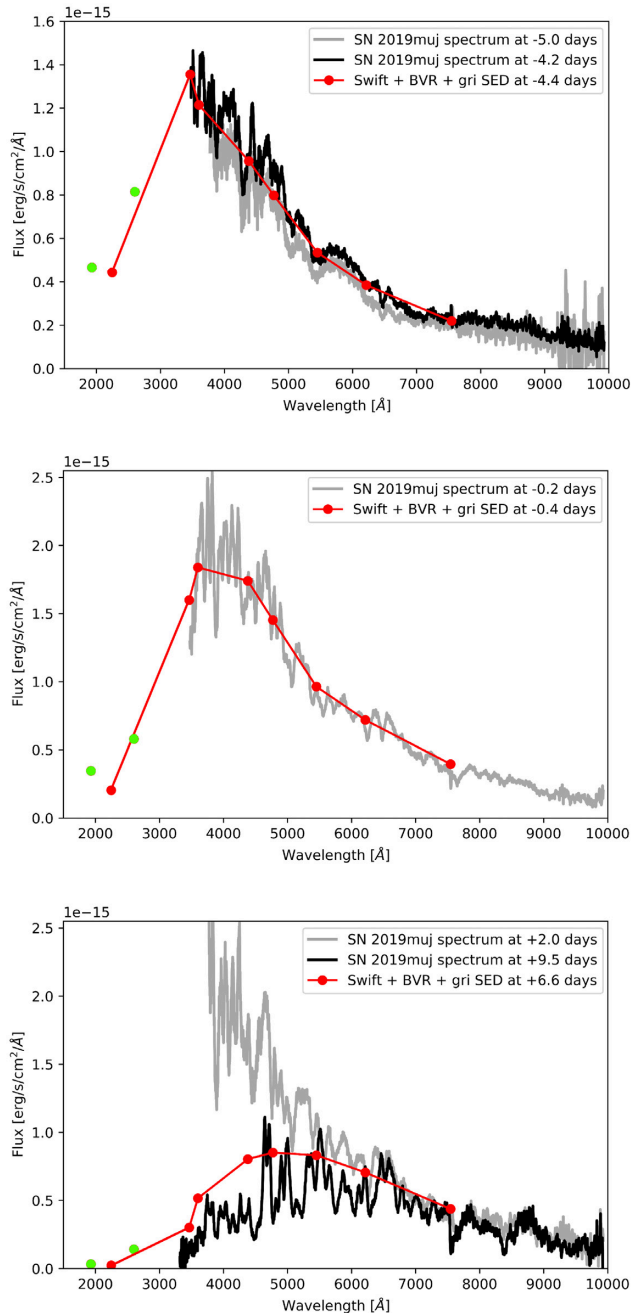 1e−15
1.6
1.4
1.2
1.0
0.8
0.6
0.4
0.2
0.0
Flux [erg/s/cm²/Å]
SN 2019muj spectrum at -5.0 days
SN 2019muj spectrum at -4.2 days
Swift + BVR + gri SED at -4.4 days
2000 3000 4000 5000 6000 7000 8000 9000 10000
Wavelength [Å]
1e−15
2.5
2.0
1.5
1.0
0.5
0.0
Flux [erg/s/cm²/Å]
SN 2019muj spectrum at -0.2 days
Swift + BVR + gri SED at -0.4 days
2000 3000 4000 5000 6000 7000 8000 9000 10000
Wavelength [Å]
1e−15
2.5
2.0
1.5
1.0
0.5
0.0
Flux [erg/s/cm²/Å]
SN 2019muj spectrum at +2.0 days
SN 2019muj spectrum at +9.5 days
Swift + BVR + gri SED at +6.6 days
2000 3000 4000 5000 6000 7000 8000 9000 10000
Wavelength [Å]